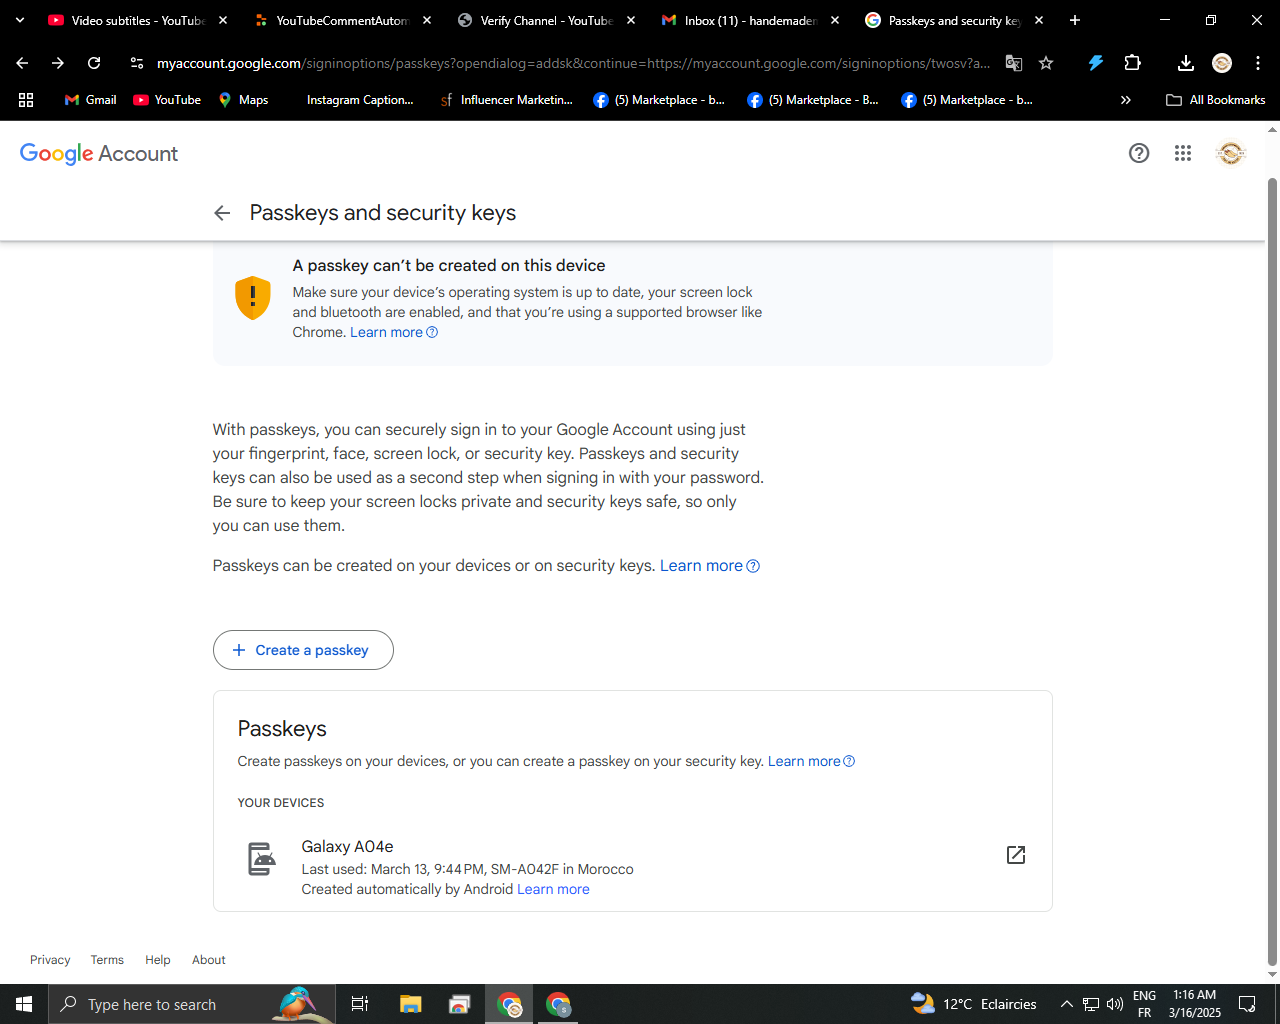 Video subtitles - YouTube
YouTubeCommentAutom
Verify Channel - YouTube
Inbox (11) - handemader
Passkeys and security key
myaccount.google.com/signinoptions/passkeys?opendialog=addsk&continue=https://myaccount.google.com/signinoptions/twosv?a...
Gmail
YouTube
Maps
Instagram Caption...
sf Influencer Marketin...
(5) Marketplace - b...
(5) Marketplace - B...
(5) Marketplace - b...
All Bookmarks
Google Account
Passkeys and security keys
A passkey can’t be created on this device
Make sure your device’s operating system is up to date, your screen lock
and bluetooth are enabled, and that you’re using a supported browser like
Chrome. Learn more
With passkeys, you can securely sign in to your Google Account using just
your fingerprint, face, screen lock, or security key. Passkeys and security
keys can also be used as a second step when signing in with your password.
Be sure to keep your screen locks private and security keys safe, so only
you can use them.
Passkeys can be created on your devices or on security keys. Learn more
+ Create a passkey
Passkeys
Create passkeys on your devices, or you can create a passkey on your security key. Learn more
YOUR DEVICES
Galaxy A04e
Last used: March 13, 9:44 PM, SM-A042F in Morocco
Created automatically by Android Learn more
Privacy Terms Help About
Type here to search
12°C Eclaircies
ENG
FR
1:16 AM
3/16/2025